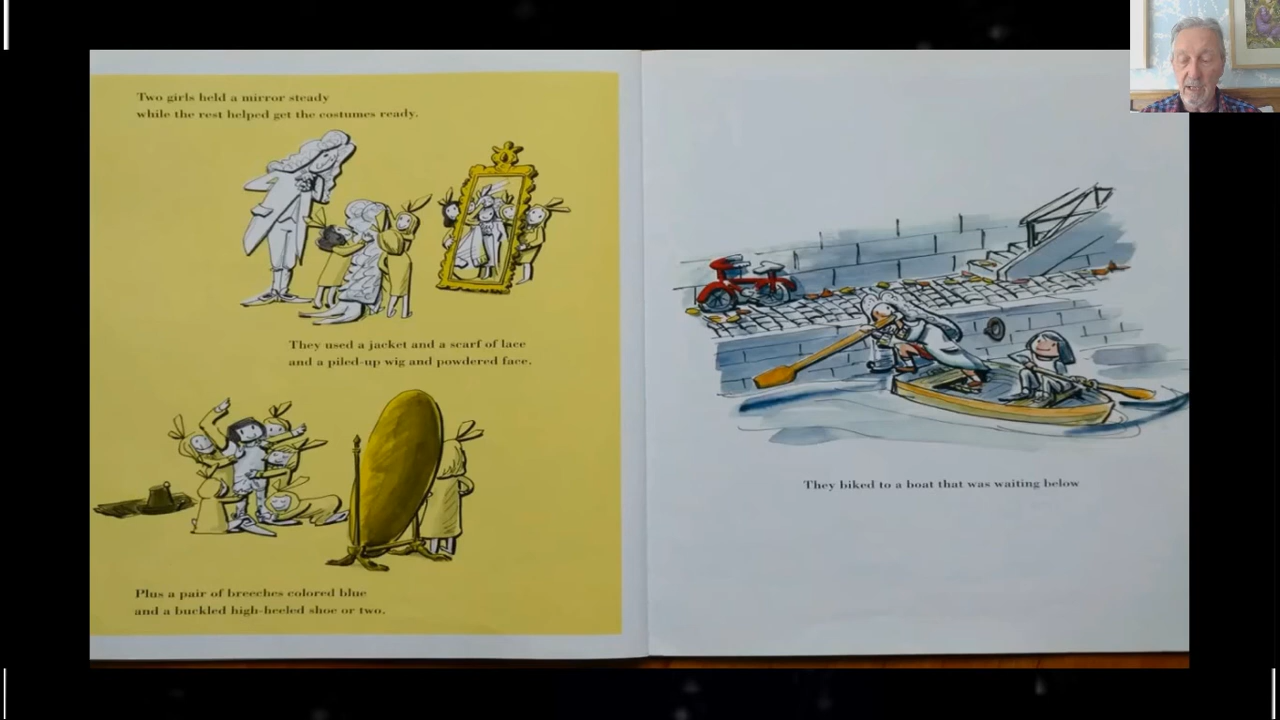 Two girls held a mirror steady
while the rest helped get the costumes ready.
They used a jacket and a scarf of lace
and a piled-up wig and powdered face.
Plus a pair of breeches colored blue
and a buckled high-heeled shoe or two.
They biked to a boat that was waiting below